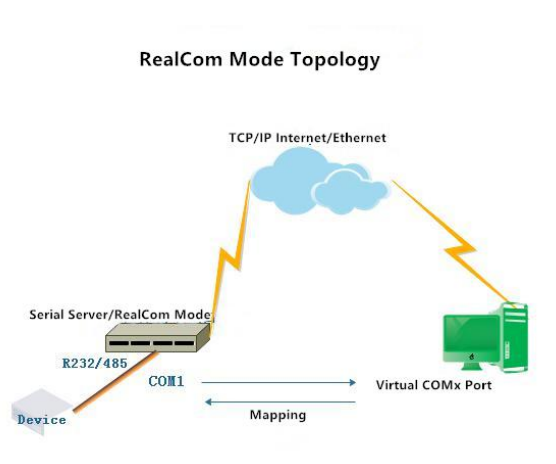 RealCom Mode Topology
TCP/IP Internet/Ethernet
Serial Server/RealCom Mode
R232/485
COM1
Virtual COMx Port
Device
Mapping